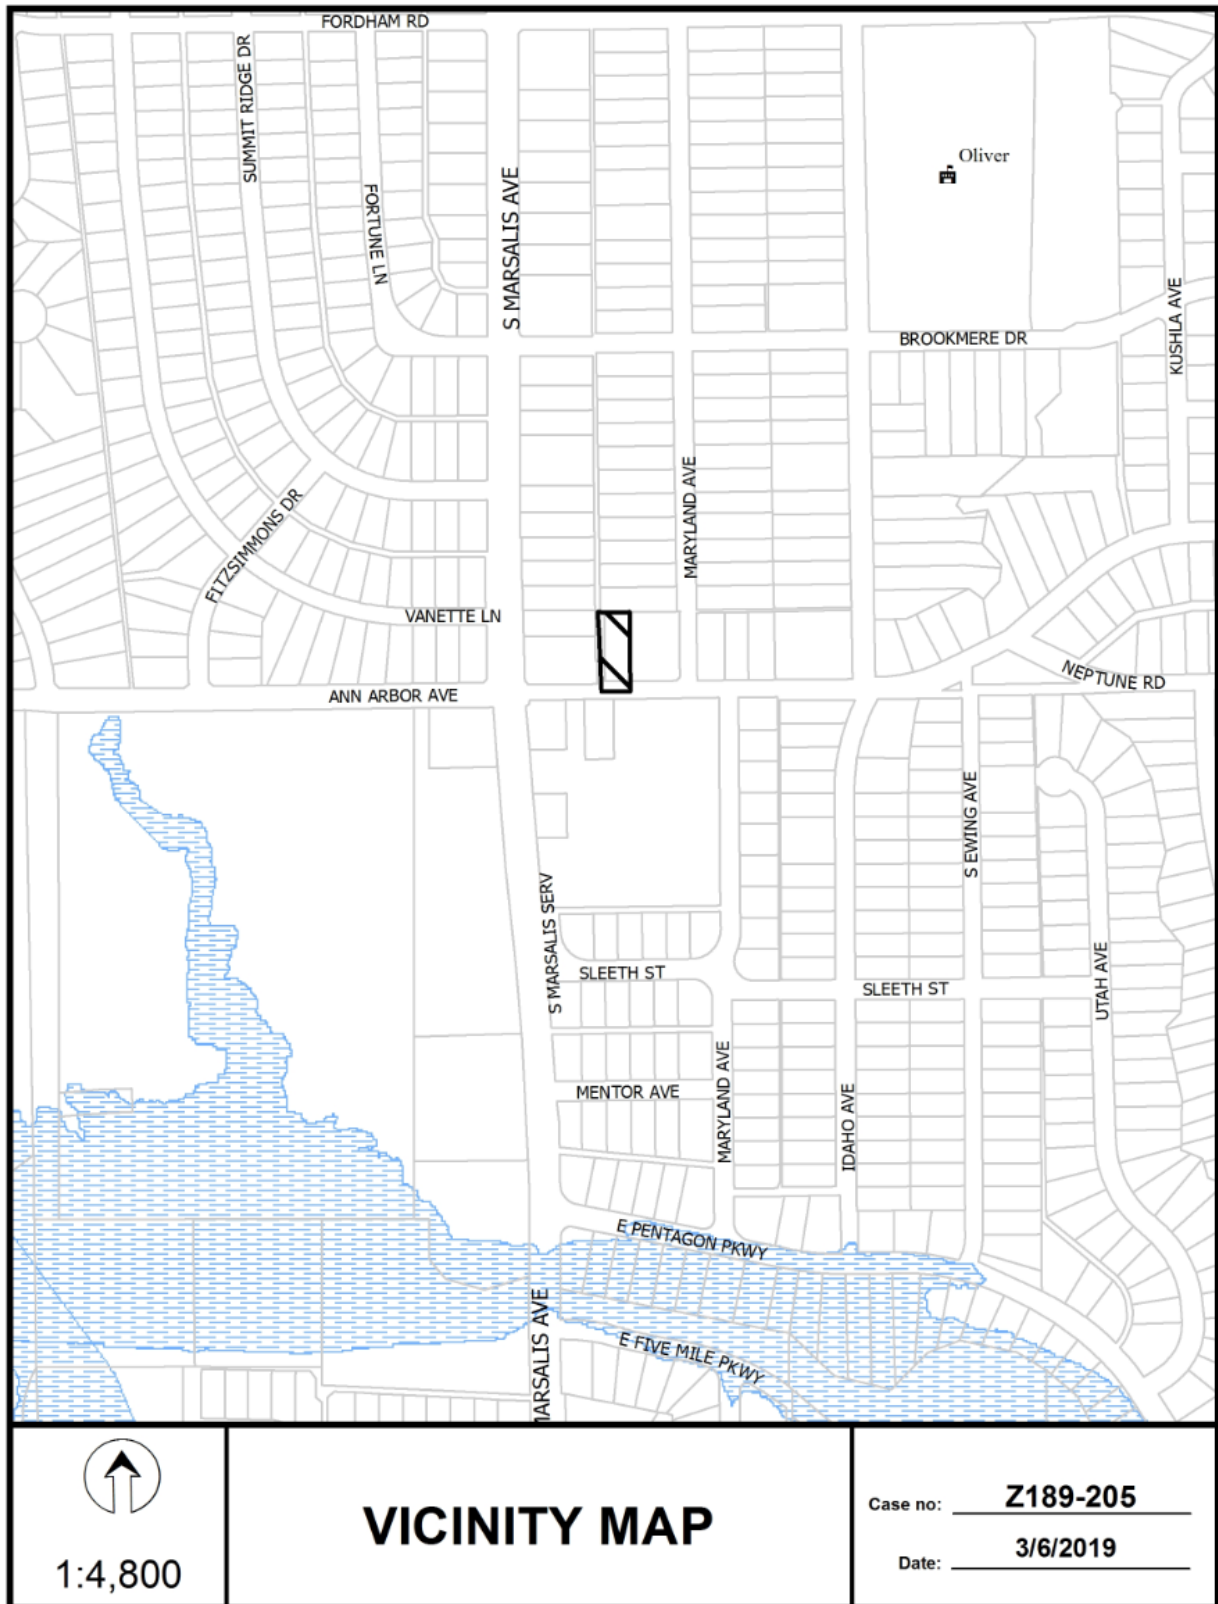 FORDHAM RD
SUMMIT RIDGE DR
FORTUNE LN
S MARSALIS AVE
Oliver
KUSHLA AVE
BROOKMERE DR
MARYLAND AVE
FITZSIMMONS DR
VANETTE LN
ANN ARBOR AVE
NEPTUNE RD
S EWING AVE
S MARSALIS SERV
SLEETH ST
SLEETH ST
UTAH AVE
MENTOR AVE
MARYLAND AVE
IDAHO AVE
E PENTAGON PKWY
E FIVE MILE PKWY
MARSALIS AVE
1:4,800
VICINITY MAP
Case no: Z189-205
Date: 3/6/2019